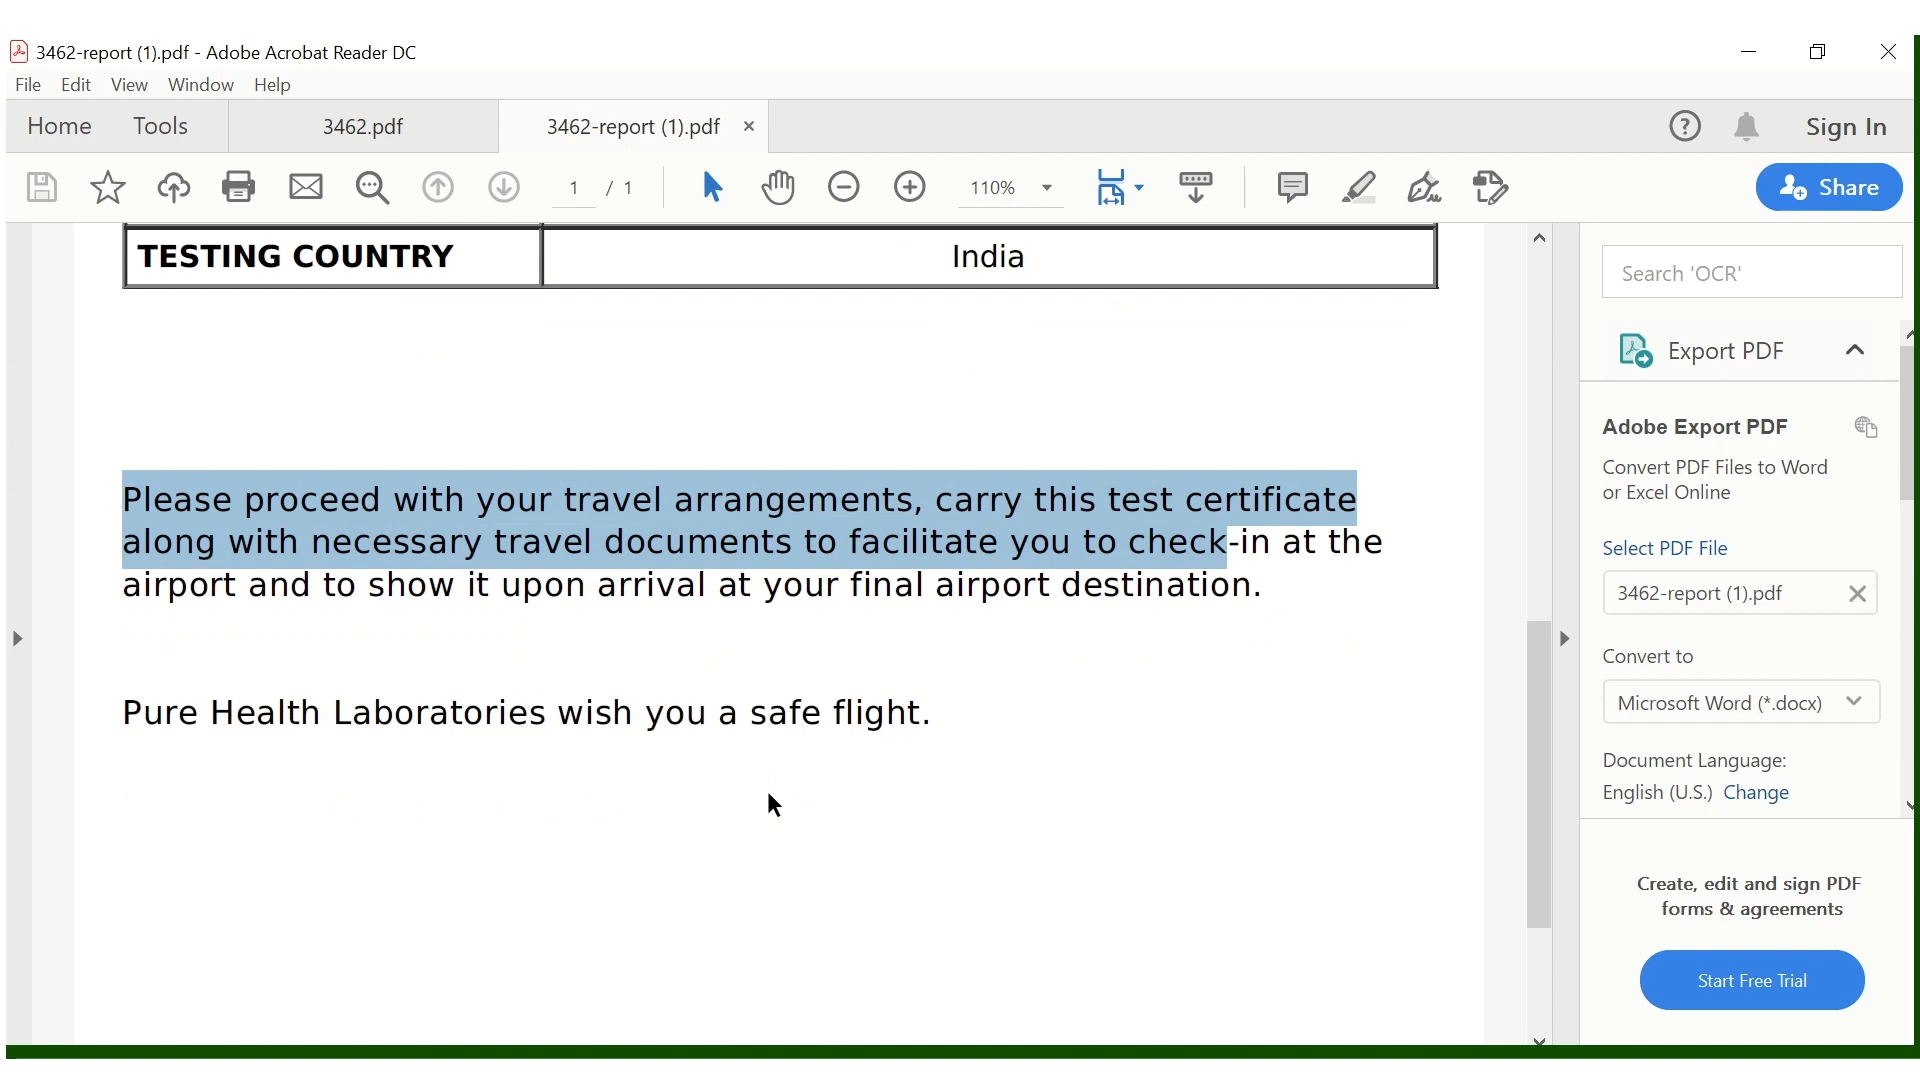 3462-report (1).pdf - Adobe Acrobat Reader DC
File Edit View Window Help
Home Tools 3462.pdf 3462-report (1).pdf × Sign In
1 / 1 110% Share
TESTING COUNTRY India
Please proceed with your travel arrangements, carry this test certificate
along with necessary travel documents to facilitate you to check-in at the
airport and to show it upon arrival at your final airport destination.
Pure Health Laboratories wish you a safe flight.
Search 'OCR'
Export PDF
Adobe Export PDF
Convert PDF Files to Word
or Excel Online
Select PDF File
3462-report (1).pdf
Convert to
Microsoft Word (*.docx)
Document Language:
English (U.S.) Change
Create, edit and sign PDF
forms & agreements
Start Free Trial